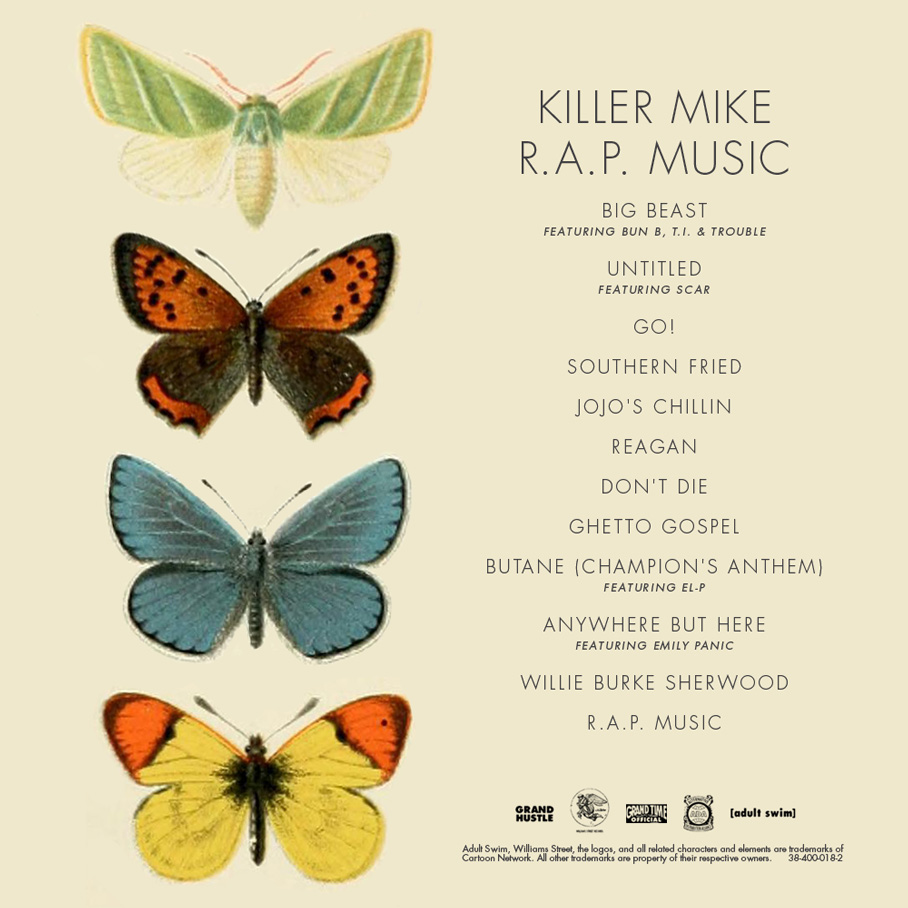 KILLER MIKE
R.A.P. MUSIC
BIG BEAST
FEATURING BUN B, T.I. & TROUBLE
UNTITLED
FEATURING SCAR
GO!
SOUTHERN FRIED
JOJO'S CHILLIN
REAGAN
DON'T DIE
GHETTO GOSPEL
BUTANE (CHAMPION'S ANTHEM)
FEATURING EL-P
ANYWHERE BUT HERE
FEATURING EMILY PANIC
WILLIE BURKE SHERWOOD
R.A.P. MUSIC
GRAND
HUSTLE
GRAND TIME
OFFICIAL
[adult swim]
Adult Swim, Williams Street, the logos, and all related characters and elements are trademarks of
Cartoon Network. All other trademarks are property of their respective owners. 38-400-018-2